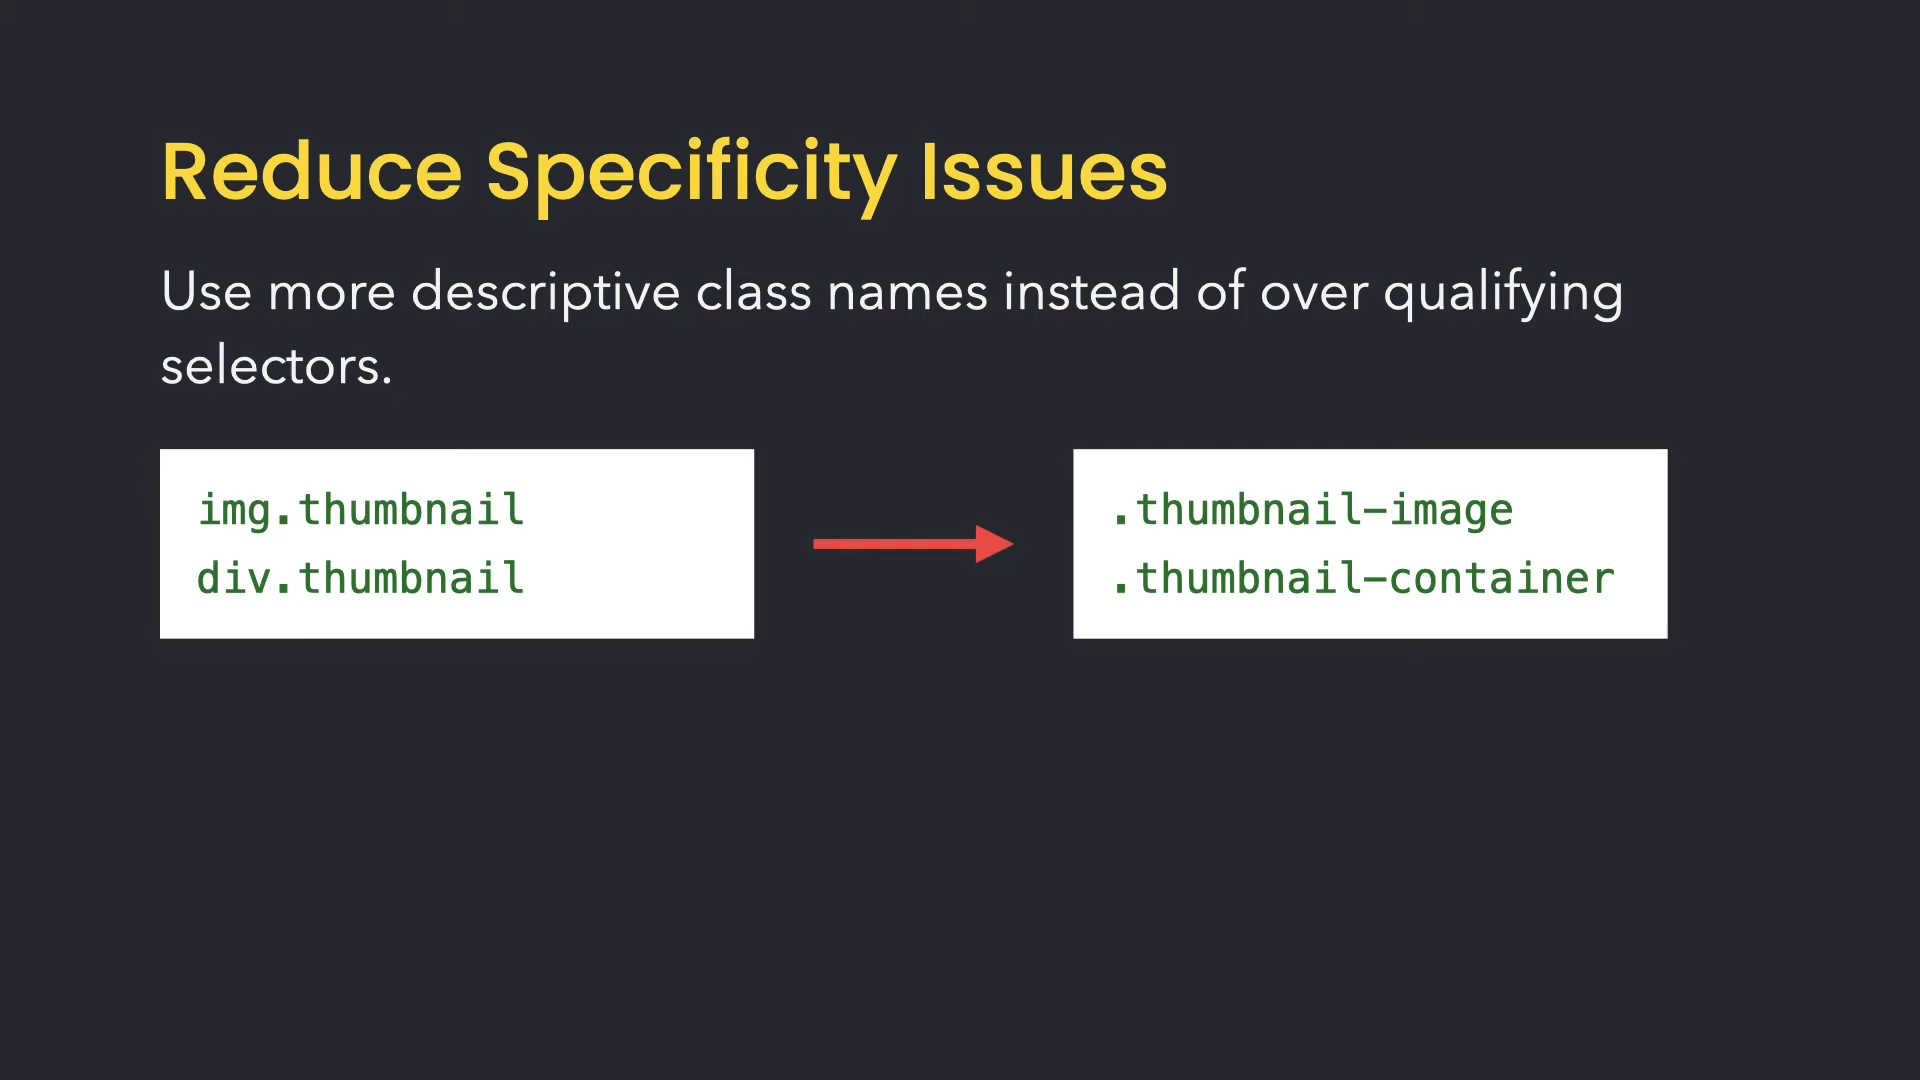 Reduce Specificity Issues
Use more descriptive class names instead of over qualifying
selectors.
img.thumbnail
div.thumbnail
.thumbnail-image
.thumbnail-container